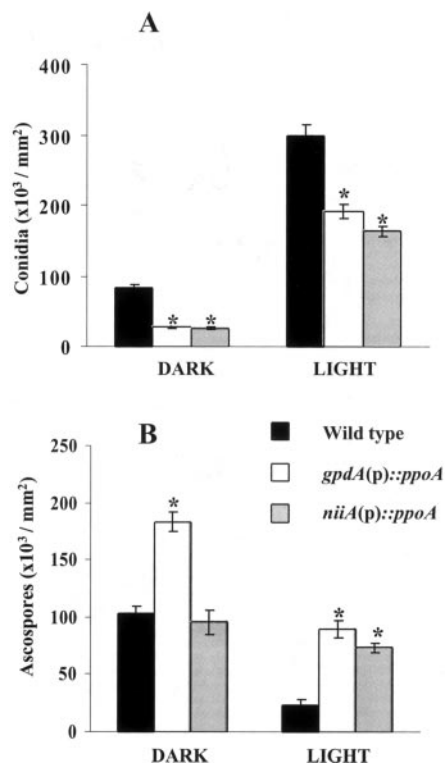 A
400
300
200
100
0
Conidia (x10³ / mm²)
* * * *
DARK LIGHT
B
250
200
150
100
50
0
Ascospores (x10³ / mm²)
Wild type
gpdA(p)::ppoA
niiA(p)::ppoA
* * *
DARK LIGHT